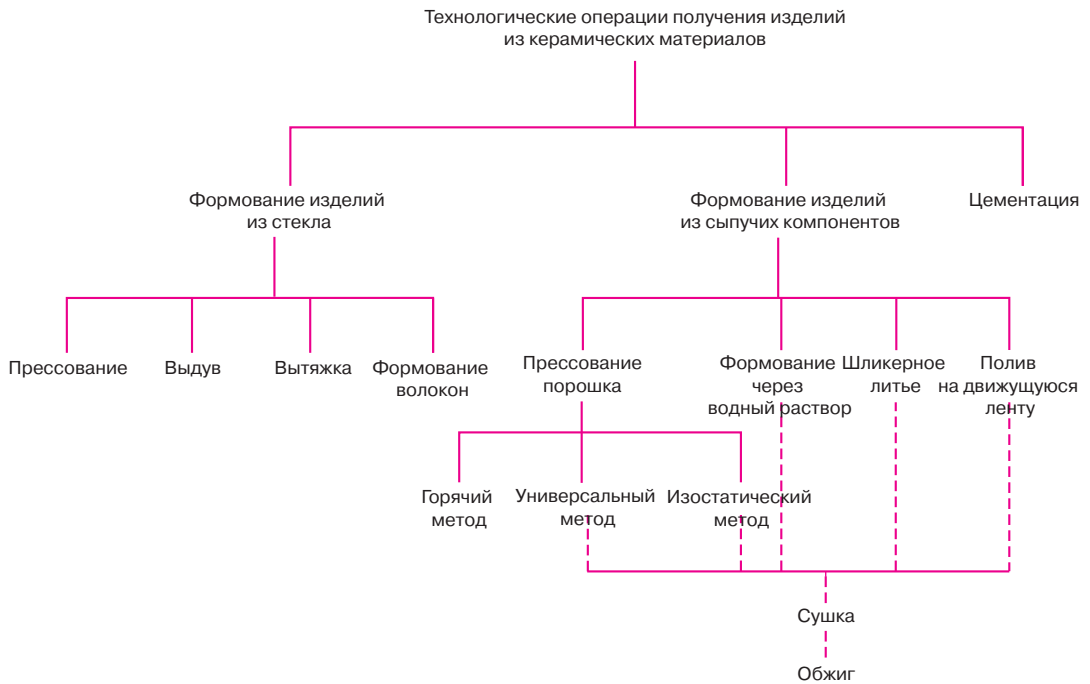 Технологические операции получения изделий
из керамических материалов
Формование изделий
из стекла
Формование изделий
из сыпучих компонентов
Цементация
Прессование
Выдув
Вытяжка
Формование
волокон
Прессование
порошка
Формование
через
водный раствор
Шликерное
литье
Полив
на движущуюся
ленту
Горячий
метод
Универсальный
метод
Изостатический
метод
Сушка
Обжиг